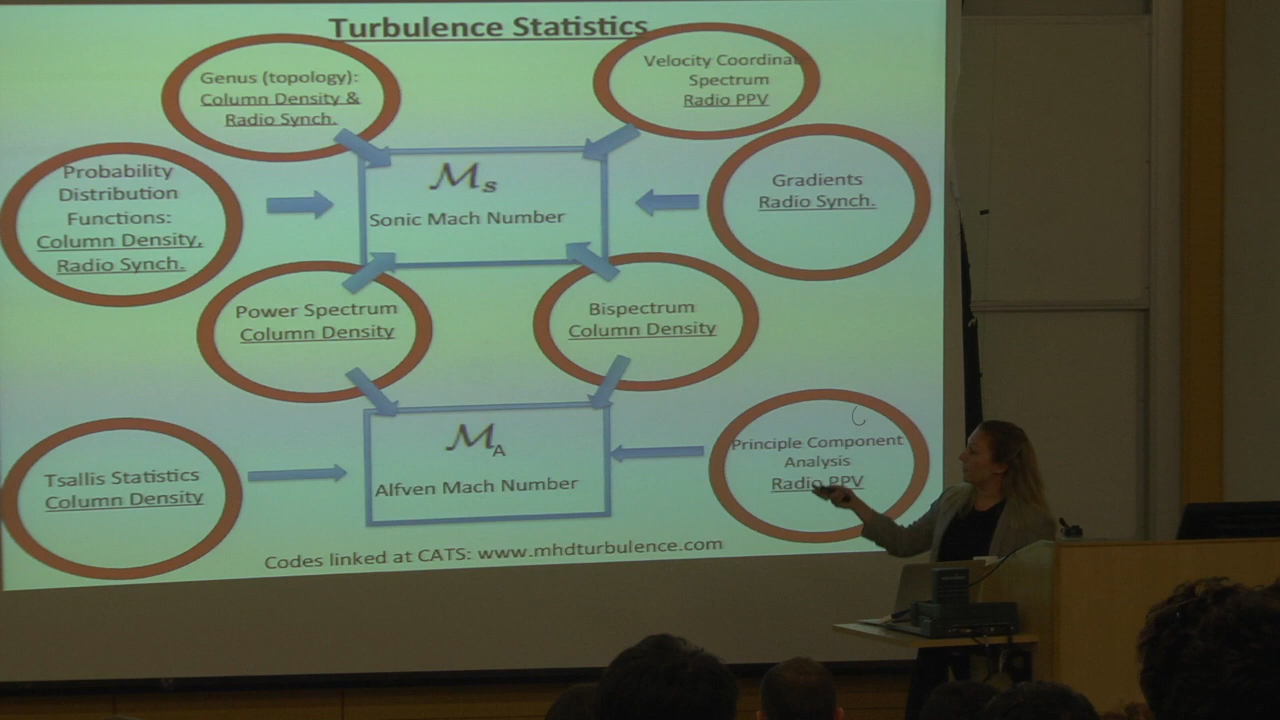 Turbulence Statistics
Genus (topology):
Column Density &
Radio Synch.
Velocity Coordina
Spectrum
Radio PPV
Probability
Distribution
Functions:
Column Density,
Radio Synch.
Ms
Sonic Mach Number
Gradients
Radio Synch.
Power Spectrum
Column Density
Bispectrum
Column Density
Tsallis Statistics
Column Density
MA
Alfven Mach Number
Principle Component
Analysis
Radio PPV
Codes linked at CATS: www.mhdturbulence.com